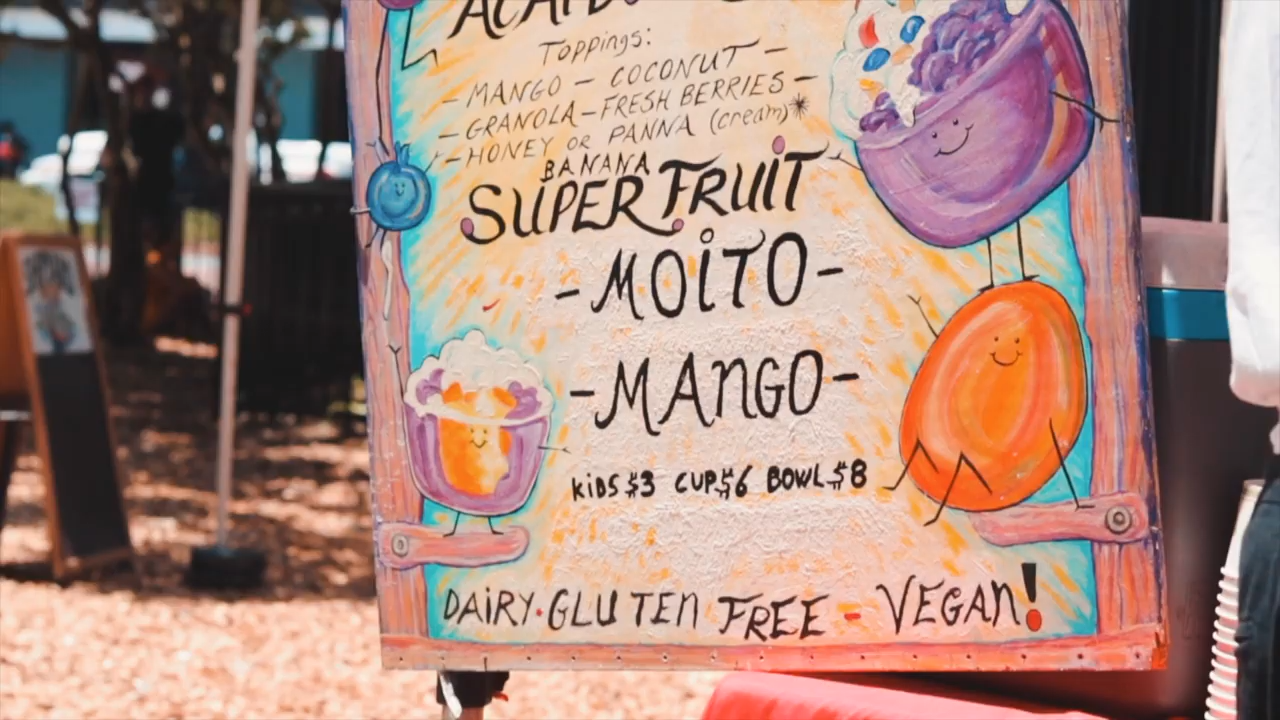 Toppings:
- MANGO - COCONUT -
- GRANOLA - FRESH BERRIES -
- HONEY OR PANNA (cream)*
BANANA
SUPER FRUIT
- MOiTO -
- MANGO -
KiDS $3 CUP $6 BOWL $8
DAiRY · GLUTEN FREE - VEGAN!